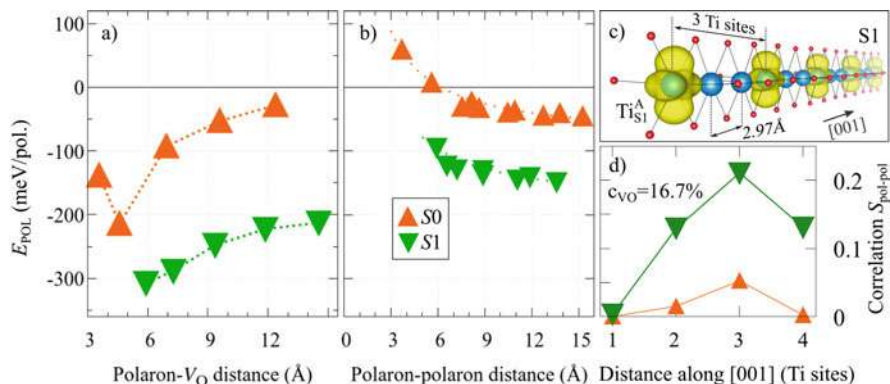 a)
100
0
-100
-200
-300
E_POL (meV/pol.)
3 6 9 12
Polaron-V_O distance (Å)
b)
S0
S1
0 3 6 9 12 15
Polaron-polaron distance (Å)
c)
3 Ti sites
S1
Ti^A_S1
2.97Å
[001]
d)
c_VO=16.7%
0.2
0.1
0
Correlation S_pol-pol
1 2 3 4
Distance along [001] (Ti sites)